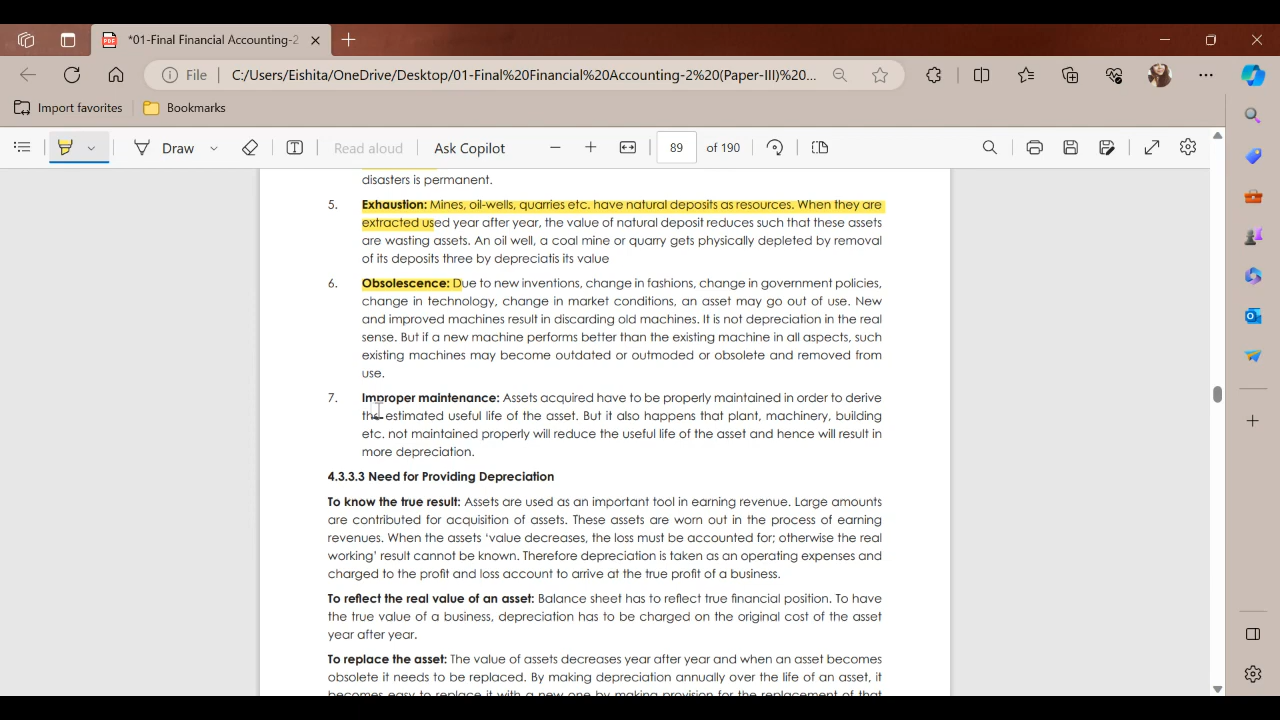 *01-Final Financial Accounting-2
File
C:/Users/Eishita/OneDrive/Desktop/01-Final%20Financial%20Accounting-2%20(Paper-III)%20...
Import favorites
Bookmarks
Draw
Read aloud
Ask Copilot
89
of 190
disasters is permanent.
5. Exhaustion: Mines, oil-wells, quarries etc. have natural deposits as resources. When they are
extracted used year after year, the value of natural deposit reduces such that these assets
are wasting assets. An oil well, a coal mine or quarry gets physically depleted by removal
of its deposits three by depreciatis its value
6. Obsolescence: Due to new inventions, change in fashions, change in government policies,
change in technology, change in market conditions, an asset may go out of use. New
and improved machines result in discarding old machines. It is not depreciation in the real
sense. But if a new machine performs better than the existing machine in all aspects, such
existing machines may become outdated or outmoded or obsolete and removed from
use.
7. Improper maintenance: Assets acquired have to be properly maintained in order to derive
the estimated useful life of the asset. But it also happens that plant, machinery, building
etc. not maintained properly will reduce the useful life of the asset and hence will result in
more depreciation.
4.3.3.3 Need for Providing Depreciation
To know the true result: Assets are used as an important tool in earning revenue. Large amounts
are contributed for acquisition of assets. These assets are worn out in the process of earning
revenues. When the assets 'value decreases, the loss must be accounted for; otherwise the real
working' result cannot be known. Therefore depreciation is taken as an operating expenses and
charged to the profit and loss account to arrive at the true profit of a business.
To reflect the real value of an asset: Balance sheet has to reflect true financial position. To have
the true value of a business, depreciation has to be charged on the original cost of the asset
year after year.
To replace the asset: The value of assets decreases year after year and when an asset becomes
obsolete it needs to be replaced. By making depreciation annually over the life of an asset, it
becomes easy to replace it with a new one by making provision for the replacement of that